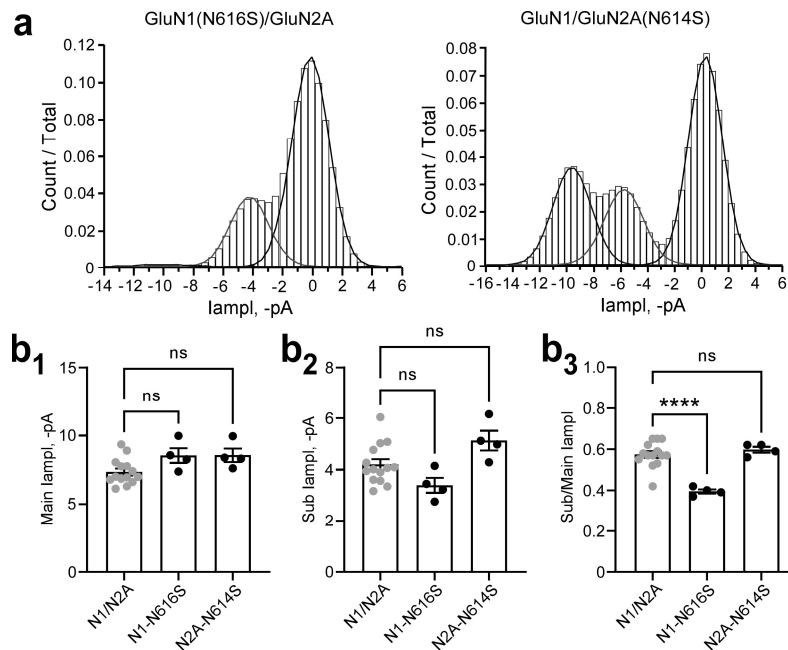 a
GluN1(N616S)/GluN2A
GluN1/GluN2A(N614S)
Count / Total
0.12
0.10
0.08
0.06
0.04
0.02
0
-14 -12 -10 -8 -6 -4 -2 0 2 4 6
Iampl, -pA
Count / Total
0.08
0.07
0.06
0.05
0.04
0.03
0.02
0.01
0
-16 -14 -12 -10 -8 -6 -4 -2 0 2 4 6
Iampl, -pA
b1
Main Iampl, -pA
15
10
5
0
ns
ns
N1/N2A
N1-N616S
N2A-N614S
b2
Sub Iampl, -pA
8
6
4
2
0
ns
ns
N1/N2A
N1-N616S
N2A-N614S
b3
Sub/Main Iampl
1.0
0.8
0.6
0.4
0.2
0
ns
****
N1/N2A
N1-N616S
N2A-N614S